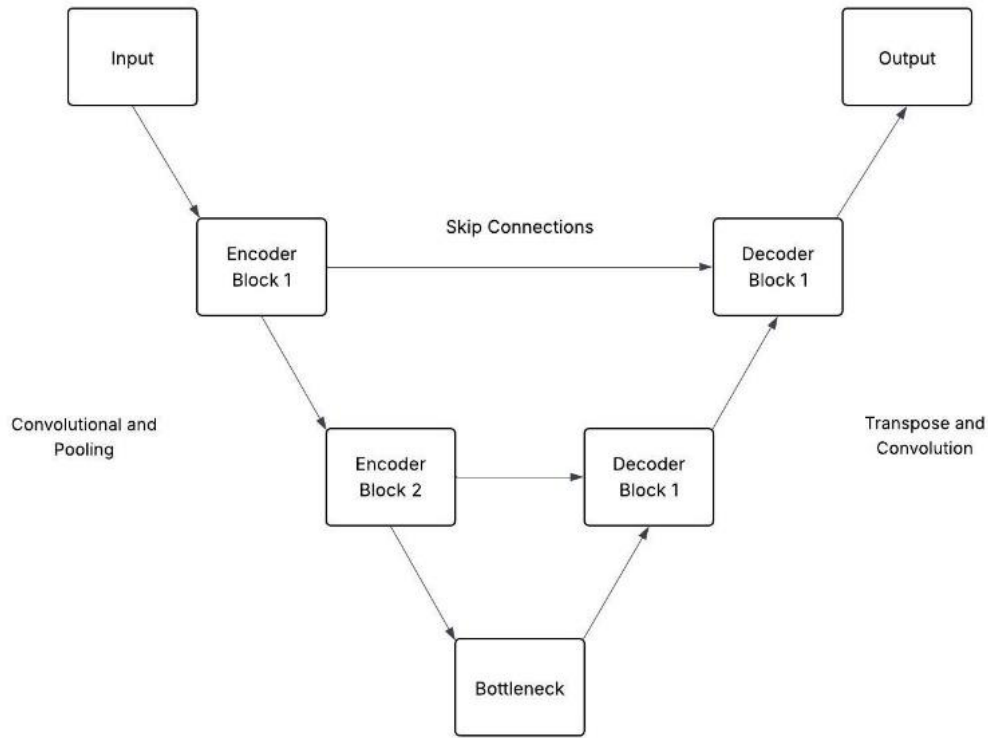 Input
Output
Skip Connections
Encoder
Block 1
Decoder
Block 1
Convolutional and
Pooling
Transpose and
Convolution
Encoder
Block 2
Decoder
Block 1
Bottleneck